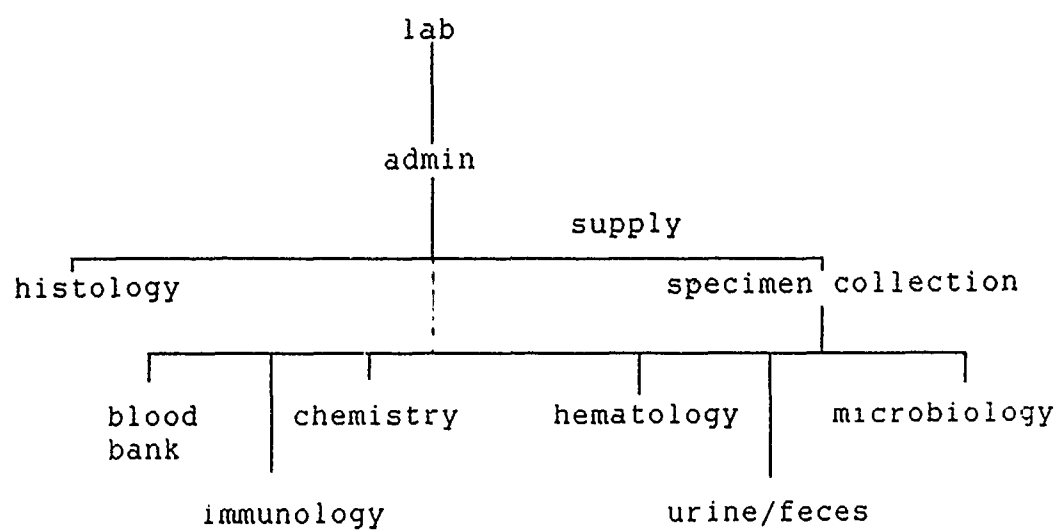 lab
admin
supply
histology
specimen collection
blood
bank
chemistry
hematology
microbiology
immunology
urine/feces